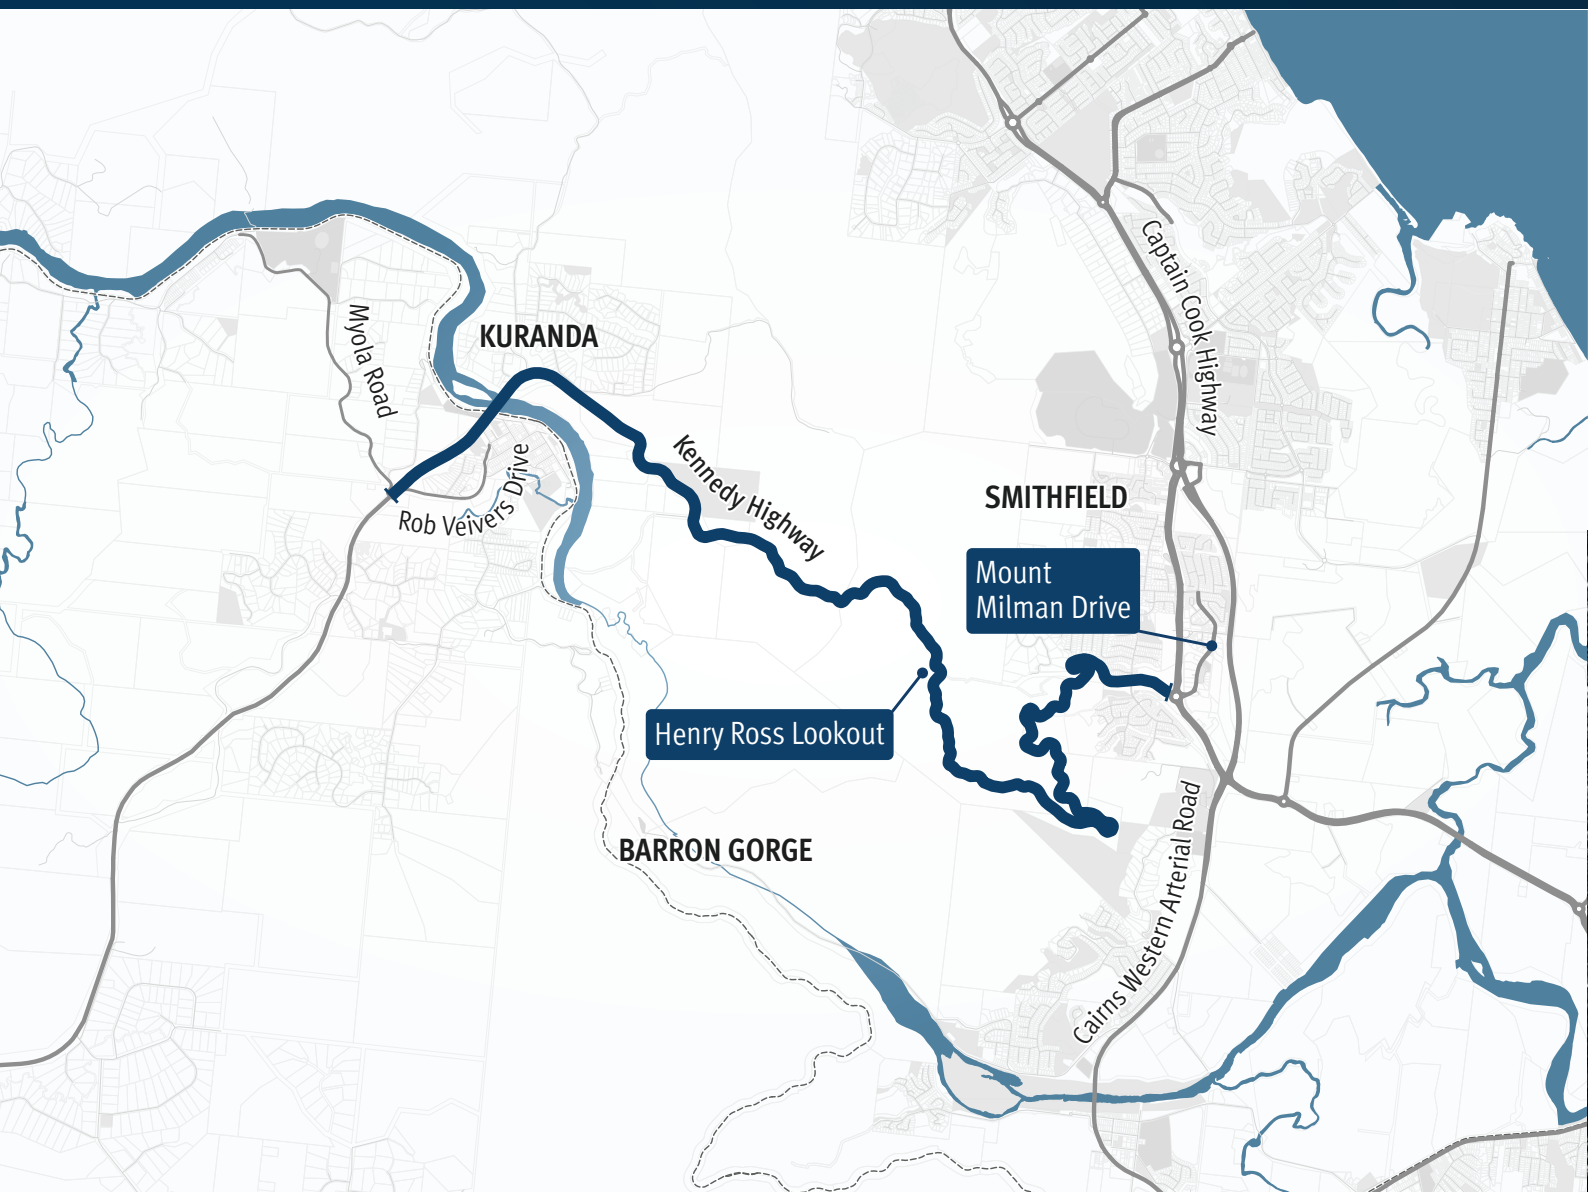 Captain Cook Highway
Myola Road
KURANDA
Kennedy Highway
Rob Veivers Drive
SMITHFIELD
Mount
Milman Drive
Henry Ross Lookout
Cairns Western Arterial Road
BARRON GORGE